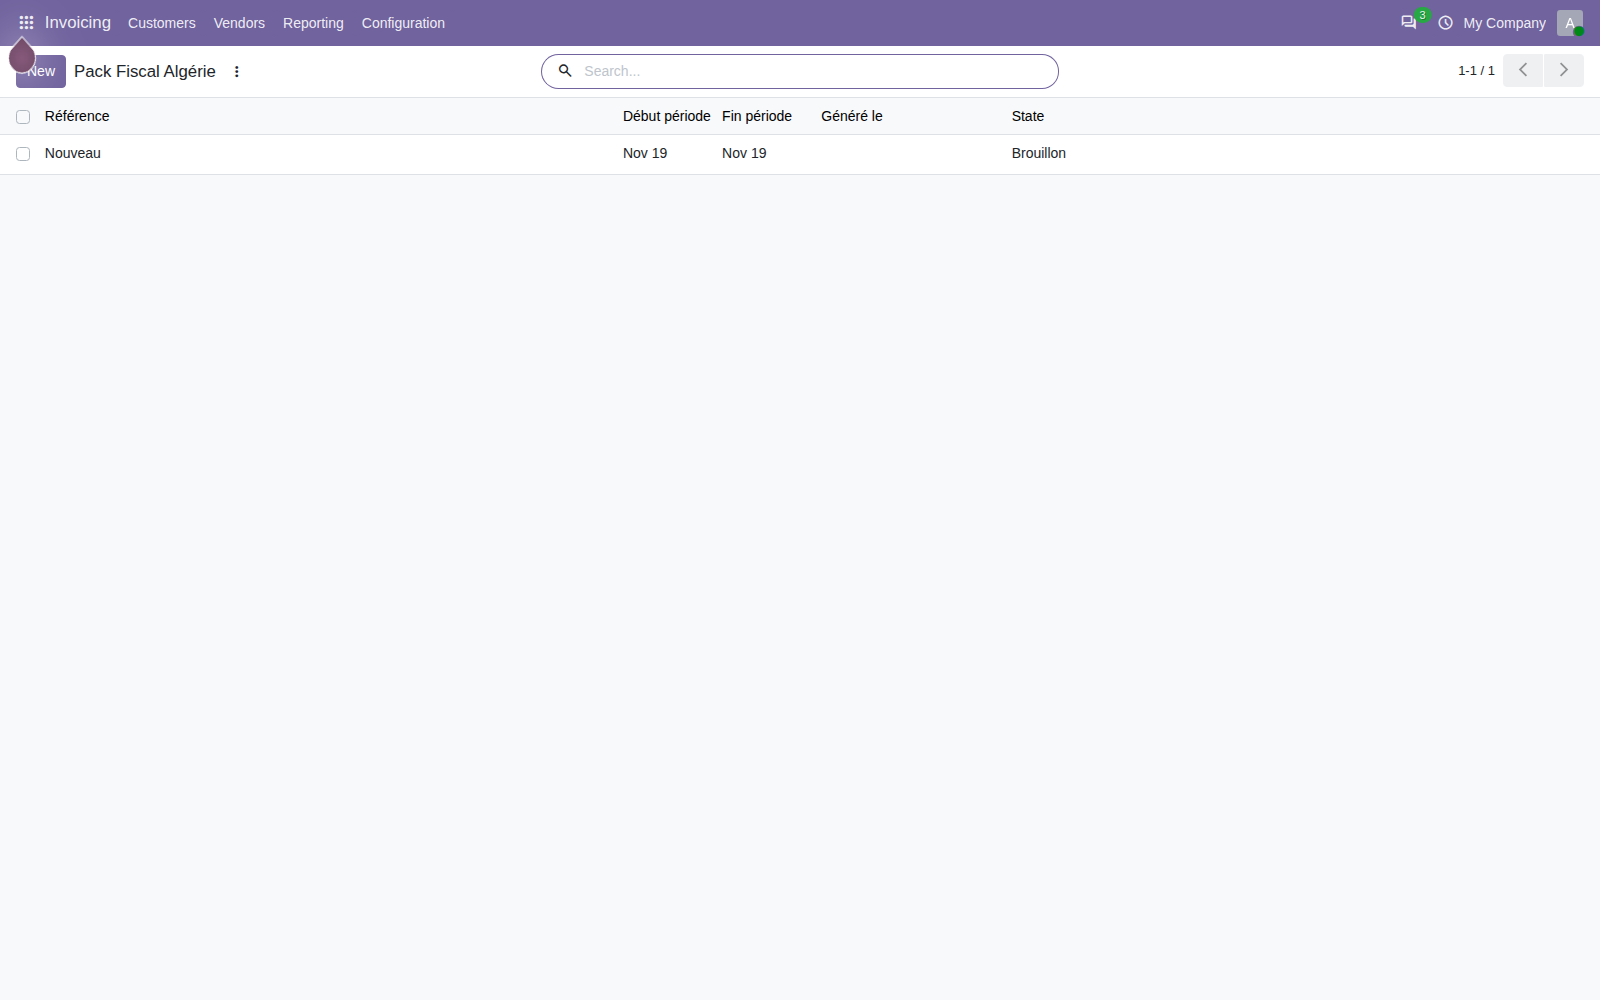 Invoicing Customers Vendors Reporting Configuration 3 My Company A
New Pack Fiscal Algérie Search... 1-1 / 1
Référence Début période Fin période Généré le State
Nouveau Nov 19 Nov 19 Brouillon